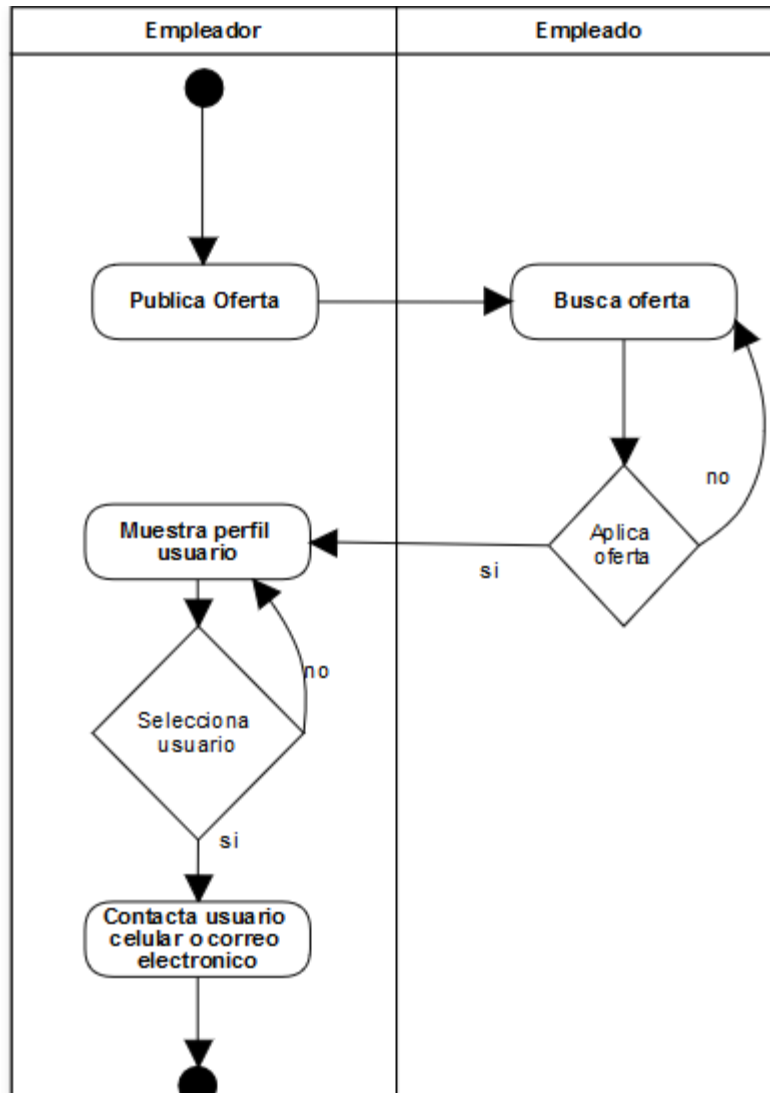 Empleador
Empleado
Publica Oferta
Busca oferta
no
Aplica
oferta
si
Muestra perfil
usuario
no
Selecciona
usuario
si
Contacta usuario
celular o correo
electronico